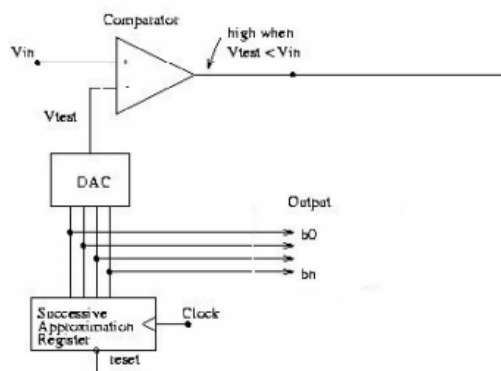 Comparator
high when
Vtest < Vin
Vin
+
-
Vtest
DAC
Output
b0
bn
Successive
Approximation
Register
Clock
reset